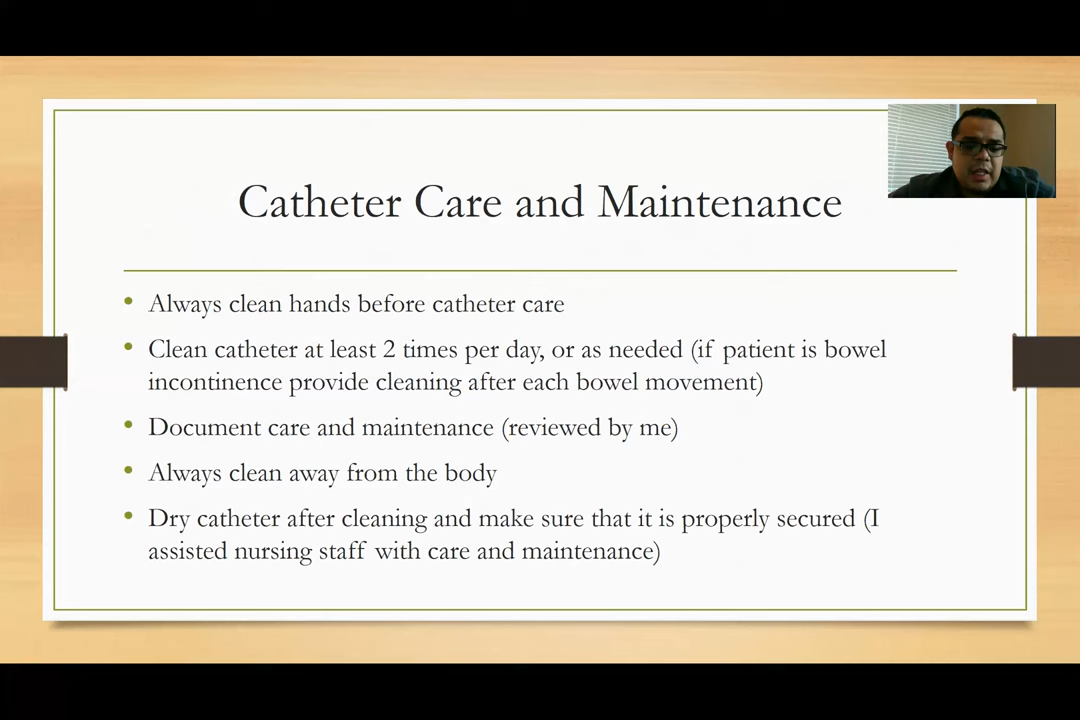 Catheter Care and Maintenance
• Always clean hands before catheter care
• Clean catheter at least 2 times per day, or as needed (if patient is bowel
incontinence provide cleaning after each bowel movement)
• Document care and maintenance (reviewed by me)
• Always clean away from the body
• Dry catheter after cleaning and make sure that it is properly secured (I
assisted nursing staff with care and maintenance)